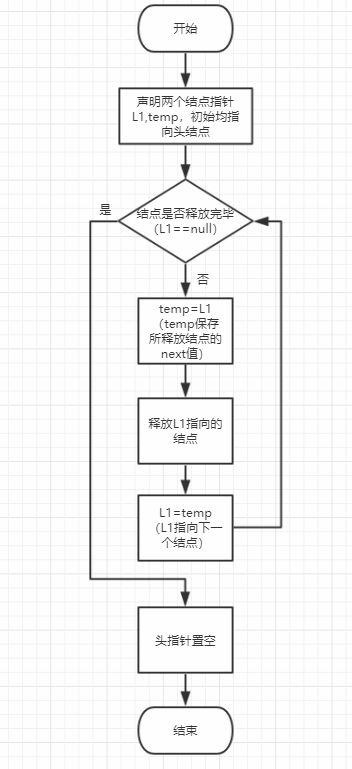 开始
声明两个结点指针
L1,temp，初始均指
向头结点
是
结点是否释放完毕
（L1==null）
否
temp=L1
（temp保存
所释放结点的
next值）
释放L1指向的
结点
L1=temp
（L1指向下一
个结点）
头指针置空
结束